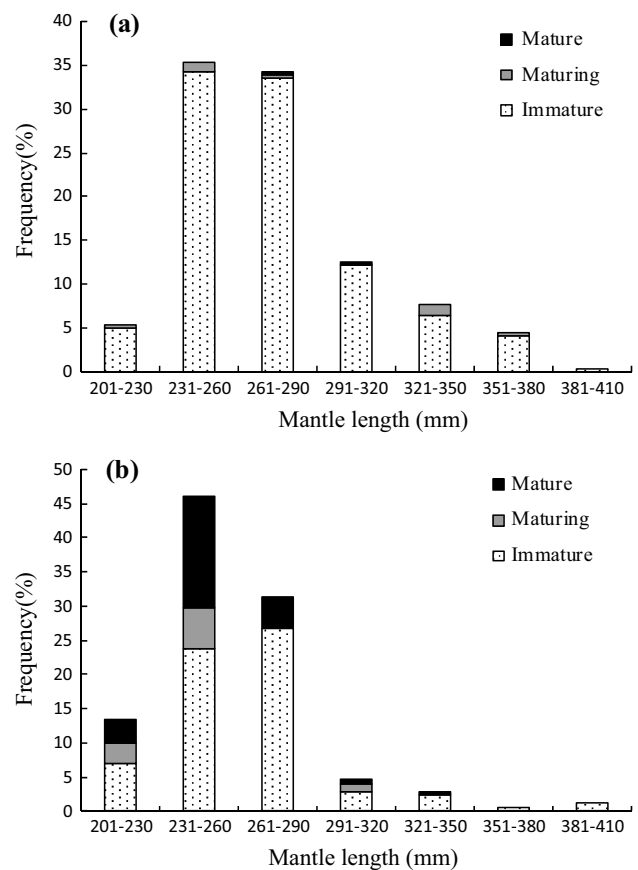 (a)
Mature
Maturing
Immature
Frequency(%)
40
35
30
25
20
15
10
5
0
201-230 231-260 261-290 291-320 321-350 351-380 381-410
Mantle length (mm)
(b)
Mature
Maturing
Immature
Frequency(%)
50
45
40
35
30
25
20
15
10
5
0
201-230 231-260 261-290 291-320 321-350 351-380 381-410
Mantle length (mm)